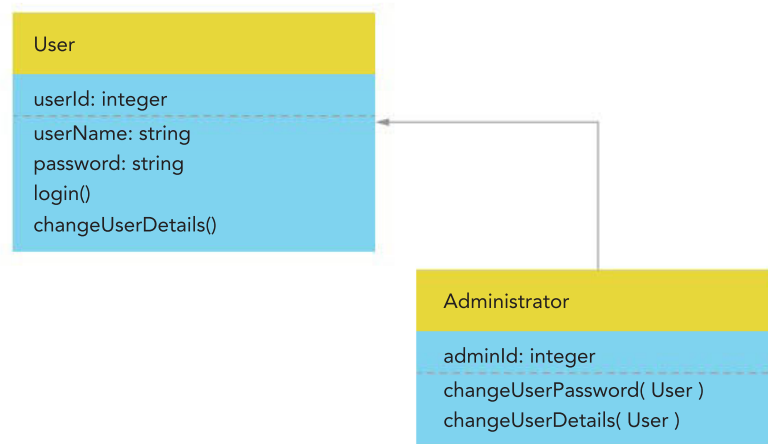 User
userId: integer
userName: string
password: string
login()
changeUserDetails()
Administrator
adminId: integer
changeUserPassword( User )
changeUserDetails( User )